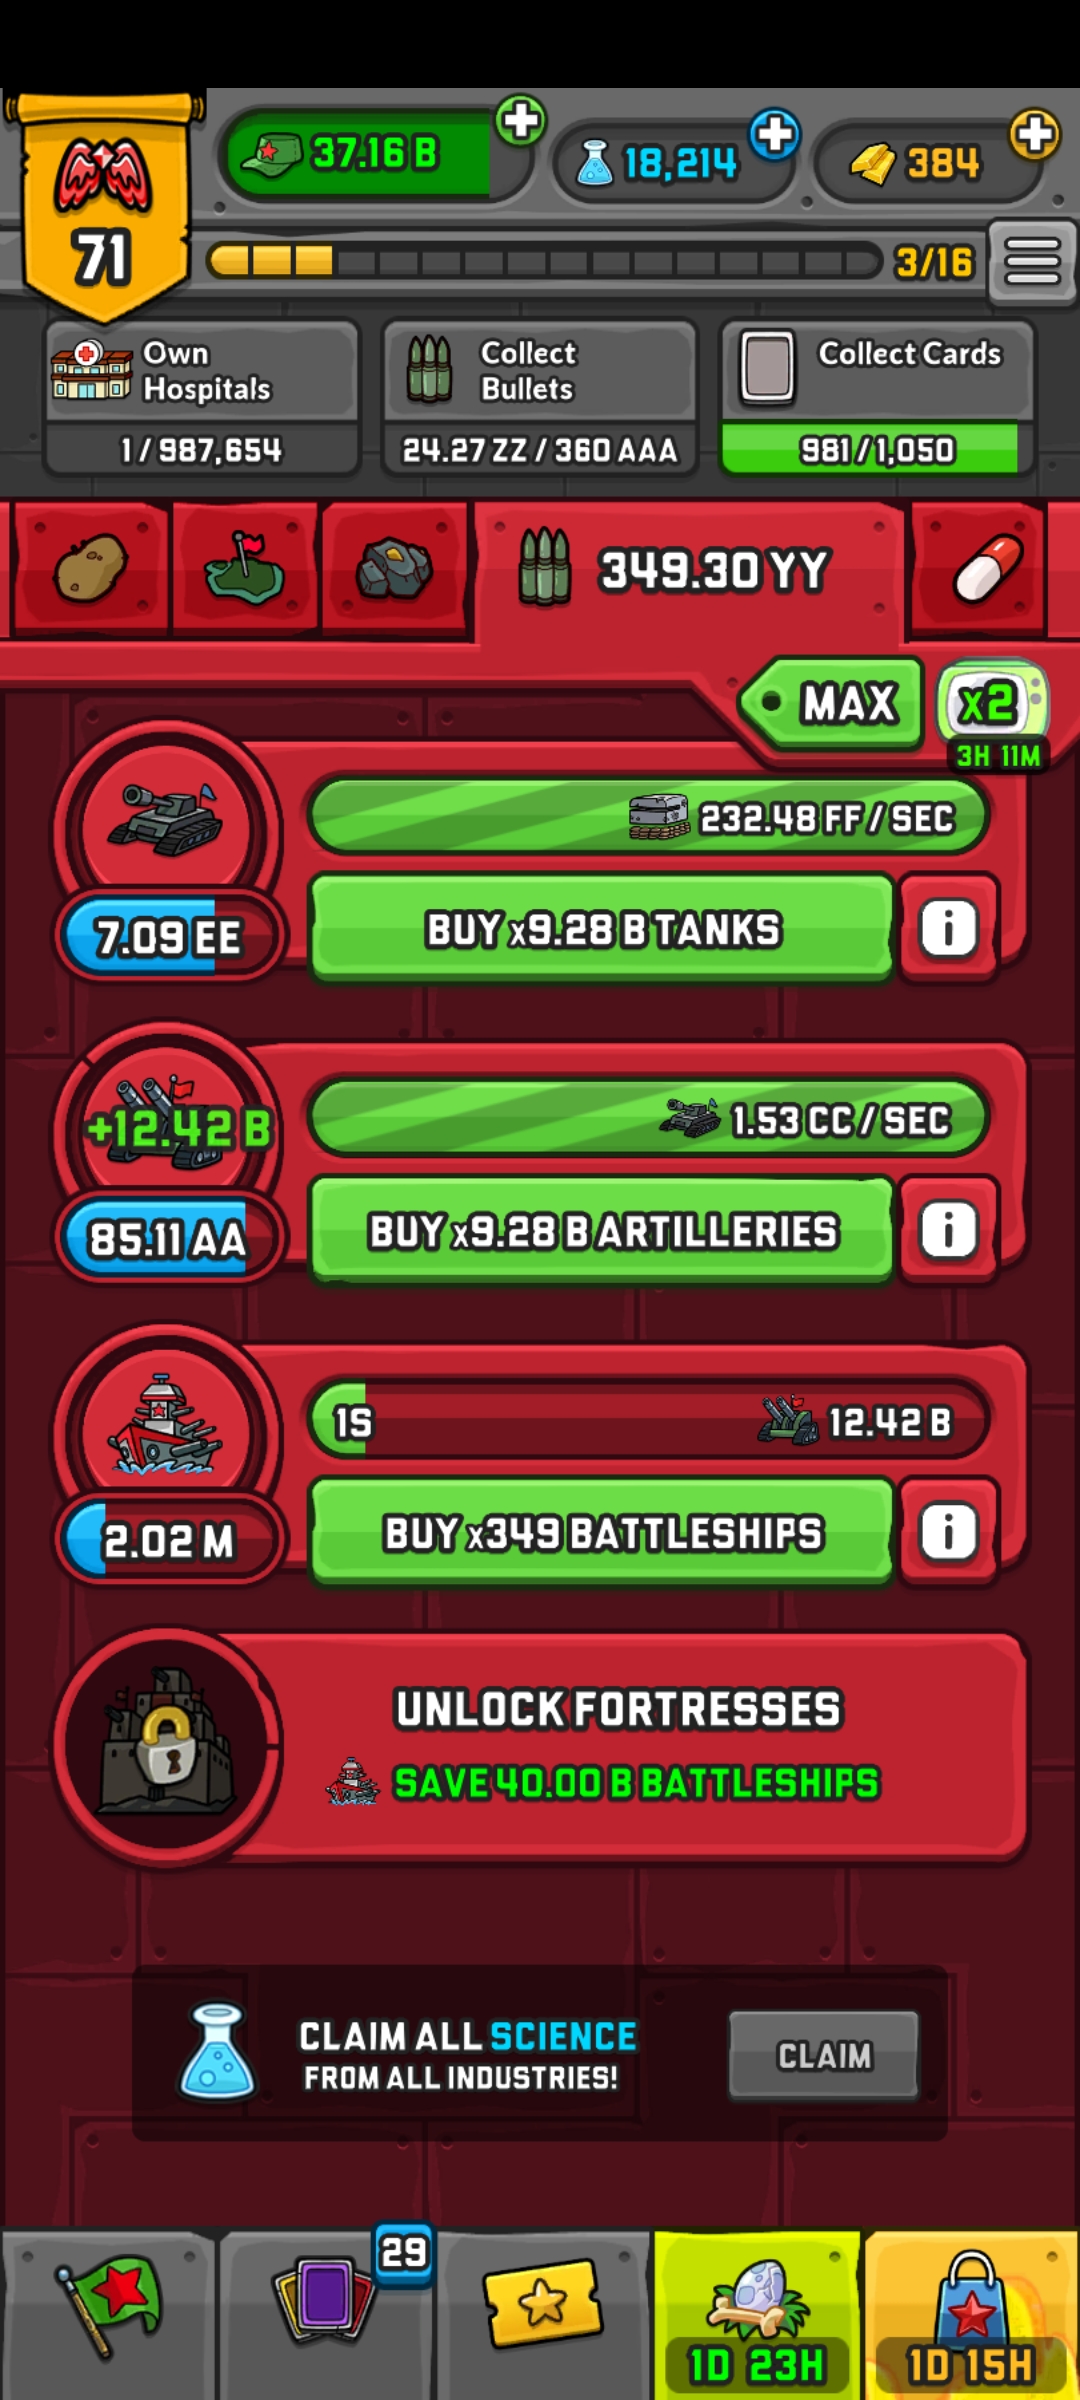 71
37.16 B
18,214
384
3/16
Own
Hospitals
1 / 987,654
Collect
Bullets
24.27 ZZ / 360 AAA
Collect Cards
981 / 1,050
349.30 YY
MAX
x2
3H 11M
232.48 FF / SEC
7.09 EE
BUY x9.28 B TANKS
i
+12.42 B
1.53 CC / SEC
85.11 AA
BUY x9.28 B ARTILLERIES
i
1S
12.42 B
2.02 M
BUY x349 BATTLESHIPS
i
UNLOCK FORTRESSES
SAVE 40.00 B BATTLESHIPS
CLAIM ALL SCIENCE
FROM ALL INDUSTRIES!
CLAIM
29
1D 23H
1D 15H